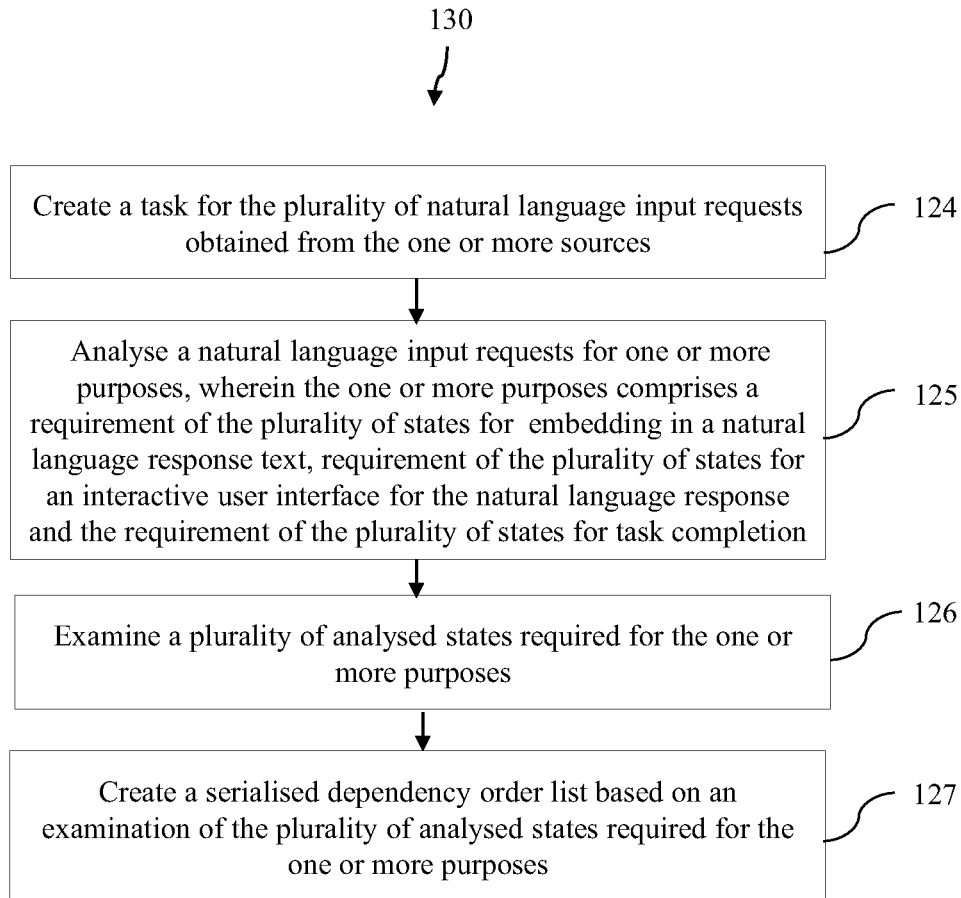 130
Create a task for the plurality of natural language input requests
obtained from the one or more sources
124
Analyse a natural language input requests for one or more
purposes, wherein the one or more purposes comprises a
requirement of the plurality of states for embedding in a natural
language response text, requirement of the plurality of states for
an interactive user interface for the natural language response
and the requirement of the plurality of states for task completion
125
Examine a plurality of analysed states required for the one or
more purposes
126
Create a serialised dependency order list based on an
examination of the plurality of analysed states required for the
one or more purposes
127